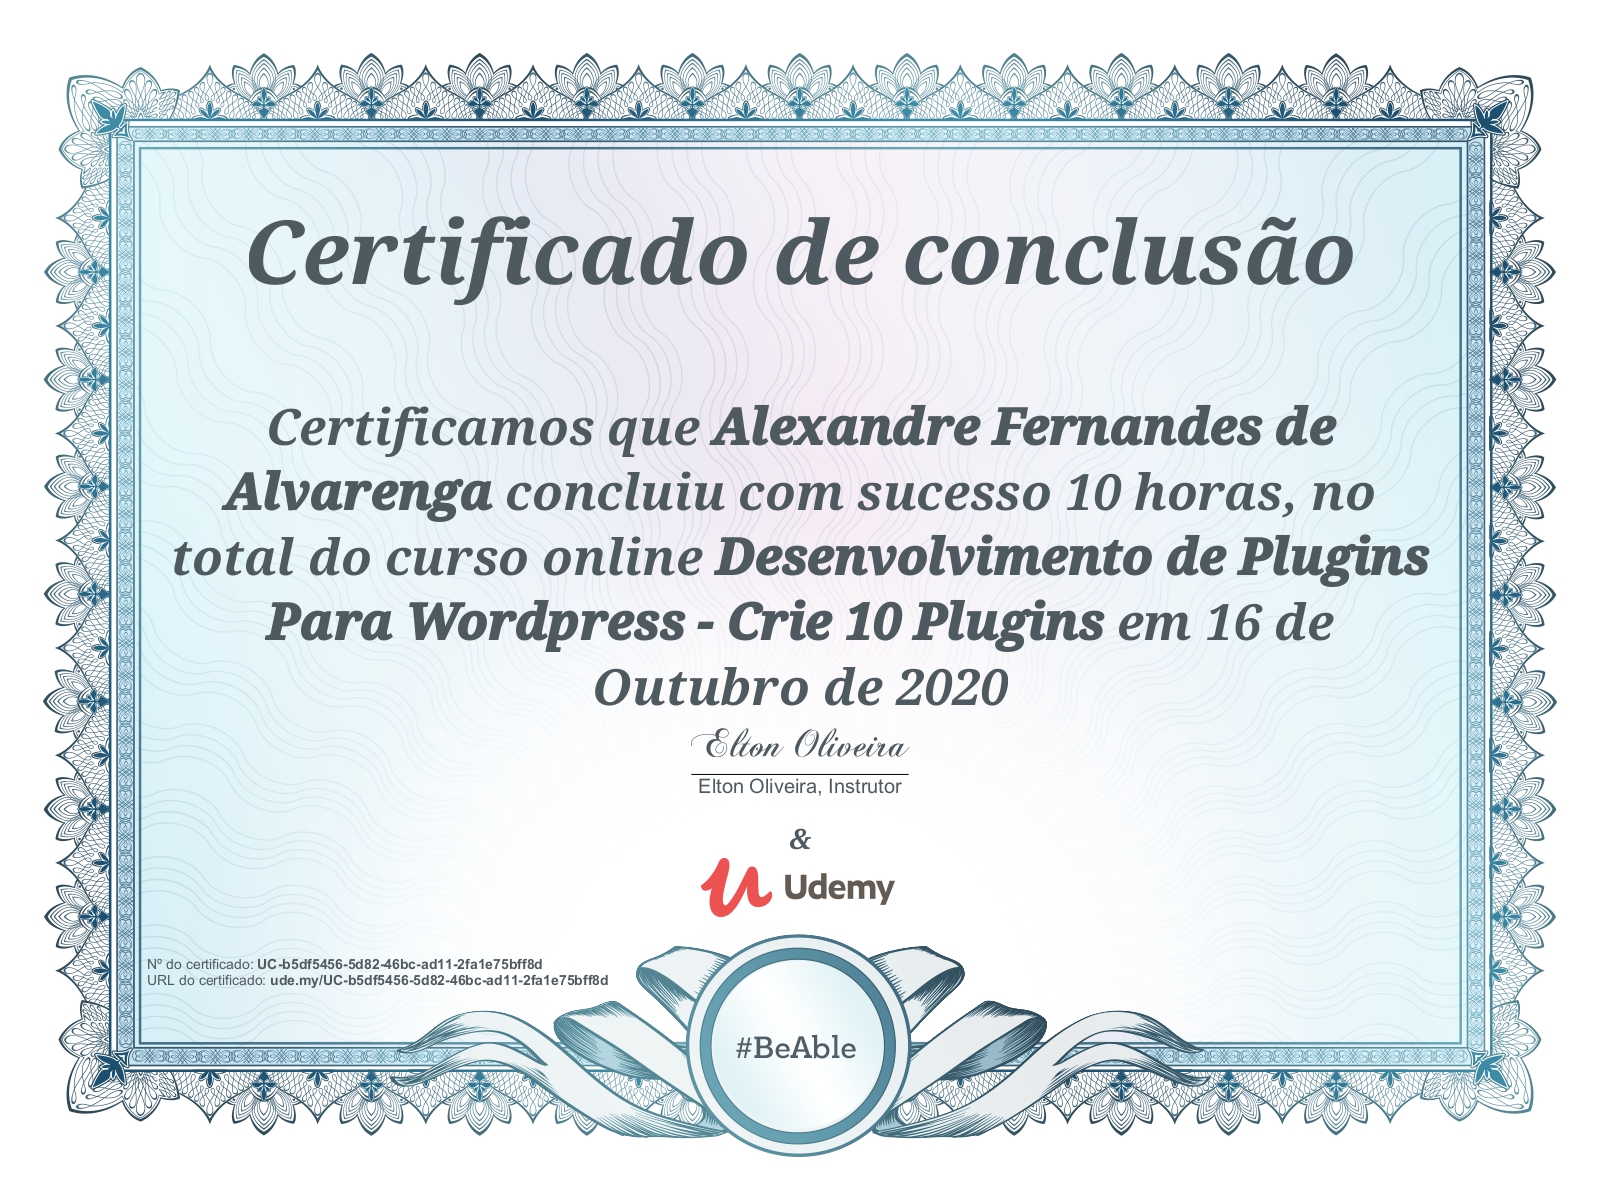 Certificado de conclusão
Certificamos que Alexandre Fernandes de
Alvarenga concluiu com sucesso 10 horas, no
total do curso online Desenvolvimento de Plugins
Para Wordpress - Crie 10 Plugins em 16 de
Outubro de 2020
Elton Oliveira
Elton Oliveira, Instrutor
&
Udemy
Nº do certificado: UC-b5df5456-5d82-46bc-ad11-2fa1e75bff8d
URL do certificado: ude.my/UC-b5df5456-5d82-46bc-ad11-2fa1e75bff8d
#BeAble